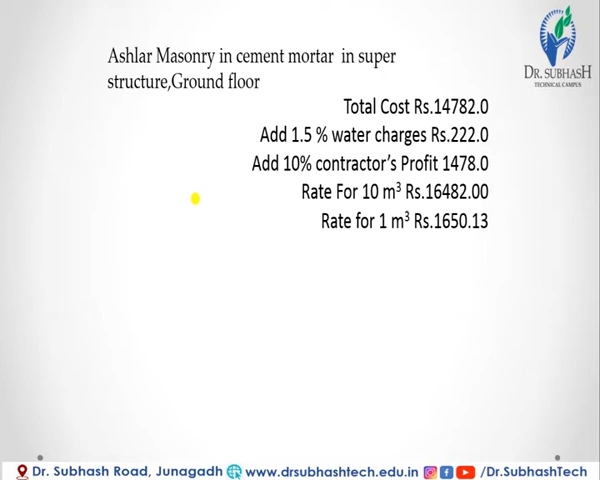 Ashlar Masonry in cement mortar in super
structure,Ground floor
Total Cost Rs.14782.0
Add 1.5 % water charges Rs.222.0
Add 10% contractor's Profit 1478.0
Rate For 10 m³ Rs.16482.00
Rate for 1 m³ Rs.1650.13
DR. SUBHASH
TECHNICAL CAMPUS
Dr. Subhash Road, Junagadh www.drsubhashtech.edu.in /Dr.SubhashTech